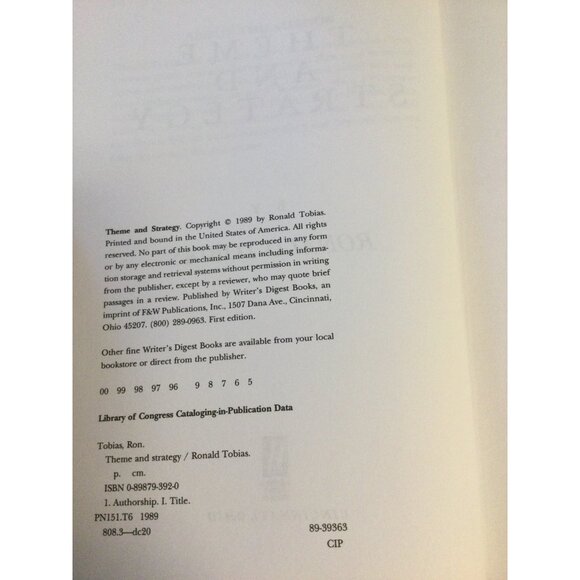 Theme and Strategy. Copyright © 1989 by Ronald Tobias.
Printed and bound in the United States of America. All rights
reserved. No part of this book may be reproduced in any form
or by any electronic or mechanical means including informa-
tion storage and retrieval systems without permission in writing
from the publisher, except by a reviewer, who may quote brief
passages in a review. Published by Writer's Digest Books, an
imprint of F&W Publications, Inc., 1507 Dana Ave., Cincinnati,
Ohio 45207. (800) 289-0963. First edition.
Other fine Writer's Digest Books are available from your local
bookstore or direct from the publisher.
00 99 98 97 96 9 8 7 6 5
Library of Congress Cataloging-in-Publication Data
Tobias, Ron.
Theme and strategy / Ronald Tobias.
p. cm.
ISBN 0-89879-392-0
1. Authorship. I. Title.
PN151.T6 1989
808.3—dc20 89-39363
CIP